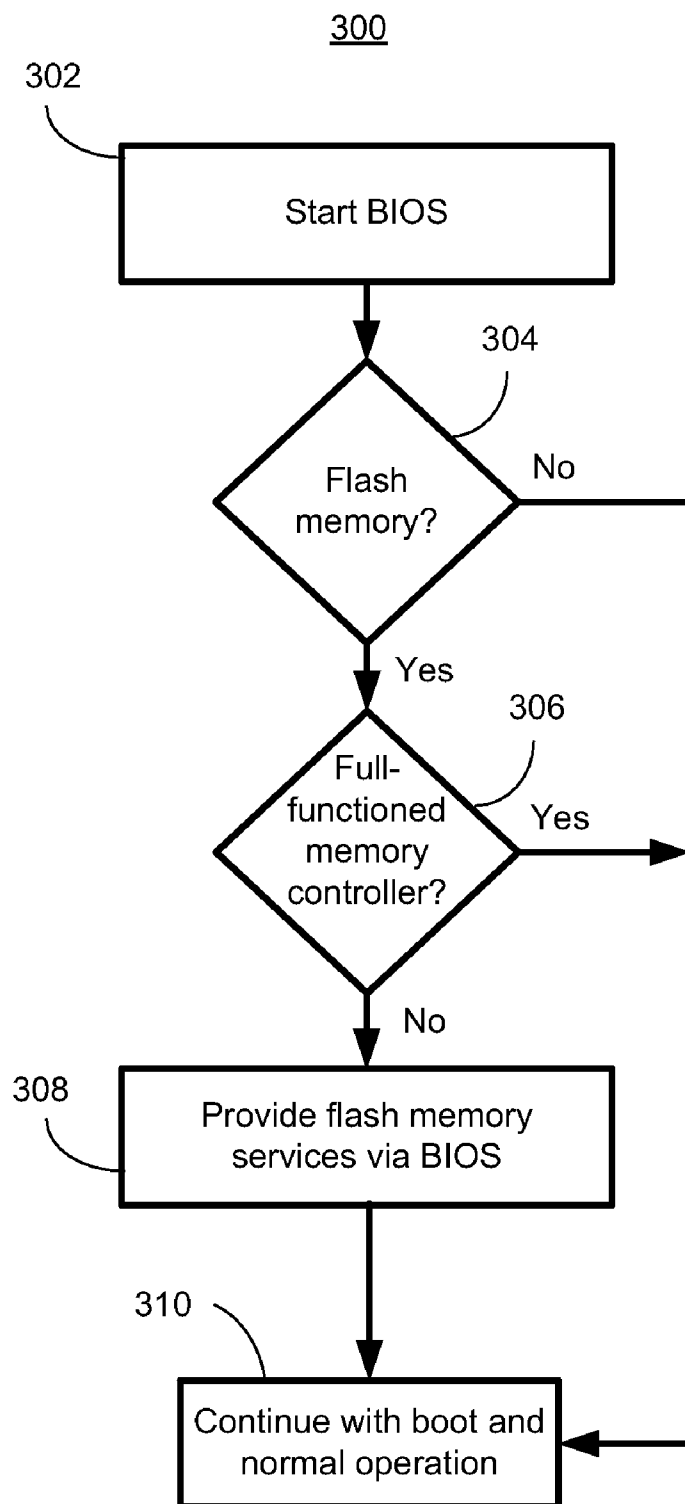 300
302
Start BIOS
304
Flash
memory?
No
Yes
306
Full-
functioned
memory
controller?
Yes
No
308
Provide flash memory
services via BIOS
310
Continue with boot and
normal operation